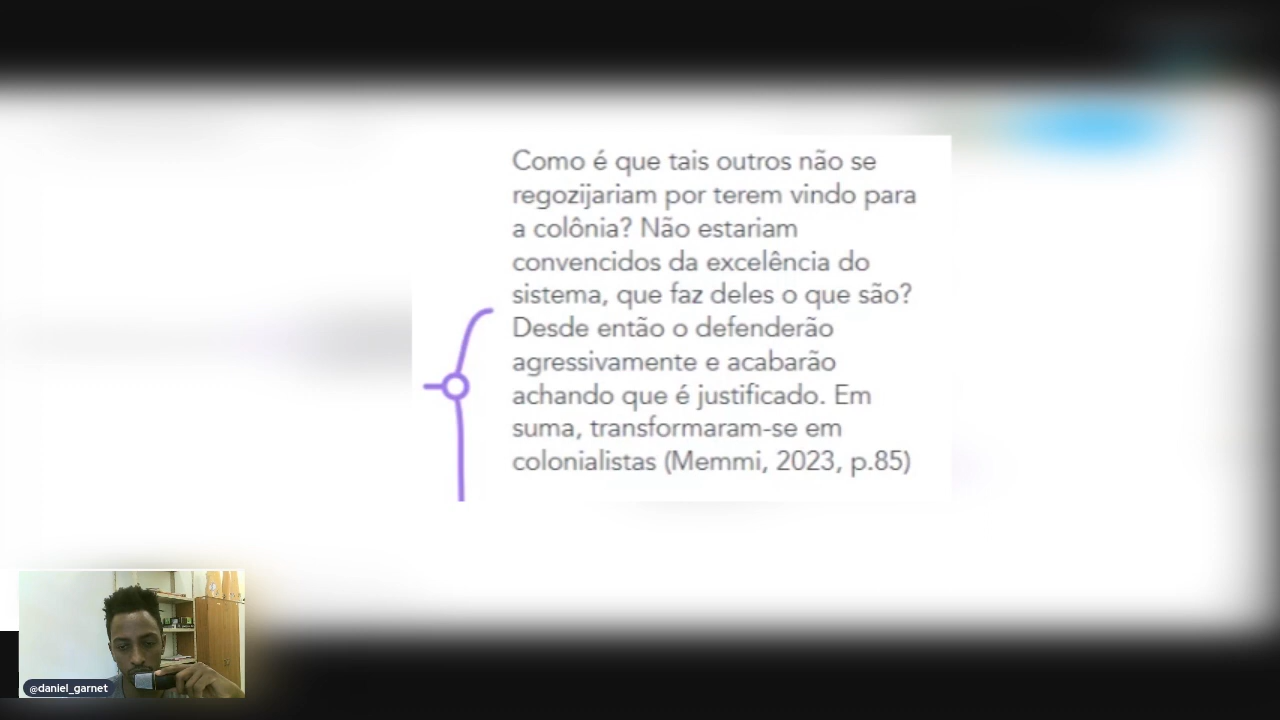 Como é que tais outros não se
regozijariam por terem vindo para
a colônia? Não estariam
convencidos da excelência do
sistema, que faz deles o que são?
Desde então o defenderão
agressivamente e acabarão
achando que é justificado. Em
suma, transformaram-se em
colonialistas (Memmi, 2023, p.85)
@daniel_garnet